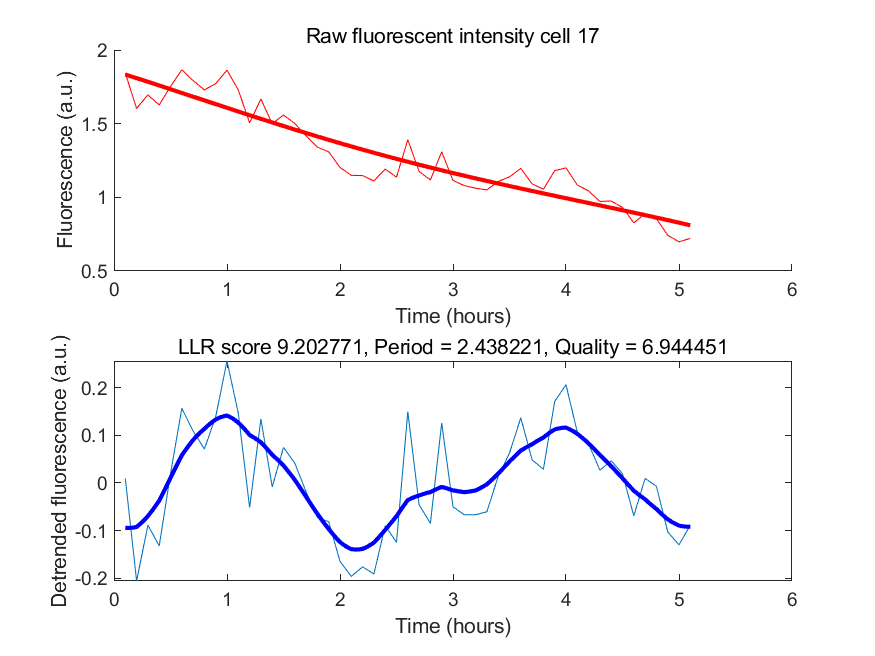 Raw fluorescent intensity cell 17
Fluorescence (a.u.)
2
1.5
1
0.5
0 1 2 3 4 5 6
Time (hours)
LLR score 9.202771, Period = 2.438221, Quality = 6.944451
Detrended fluorescence (a.u.)
0.2
0.1
0
-0.1
-0.2
0 1 2 3 4 5 6
Time (hours)